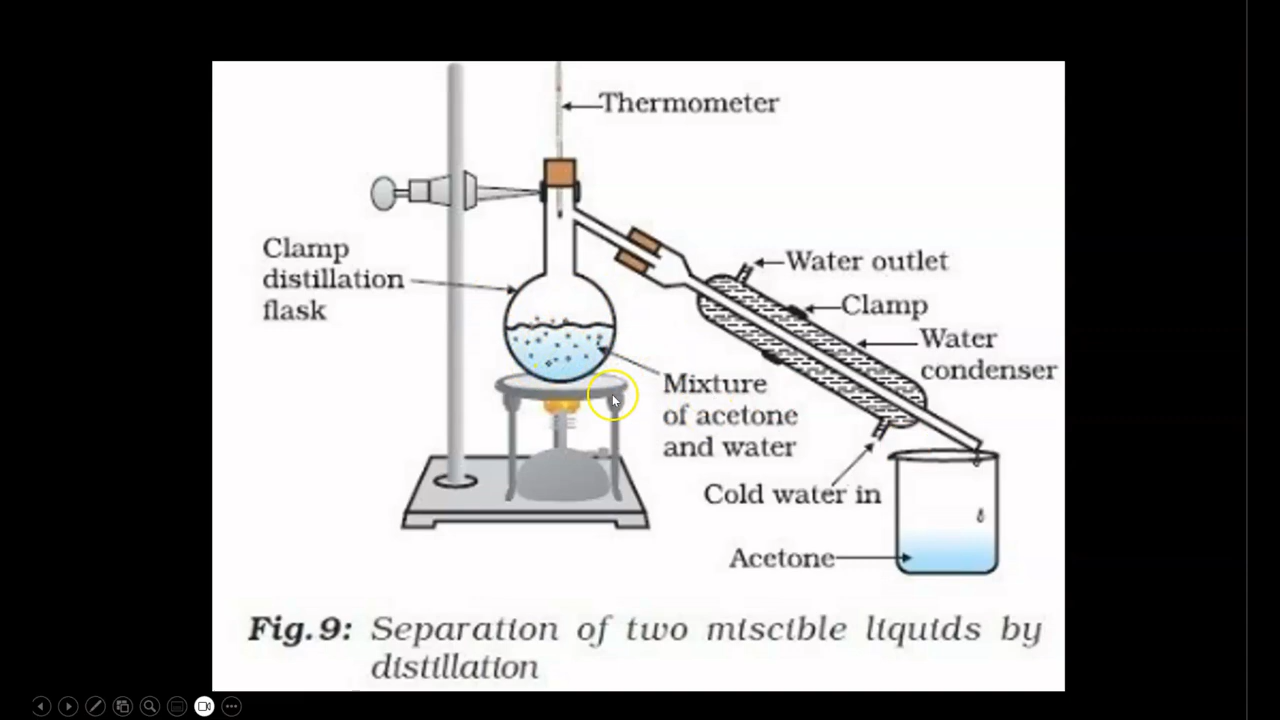 Thermometer
Clamp
distillation
flask
Water outlet
Clamp
Water
condenser
Mixture
of acetone
and water
Cold water in
Acetone
Fig.9: Separation of two miscible liquids by
distillation